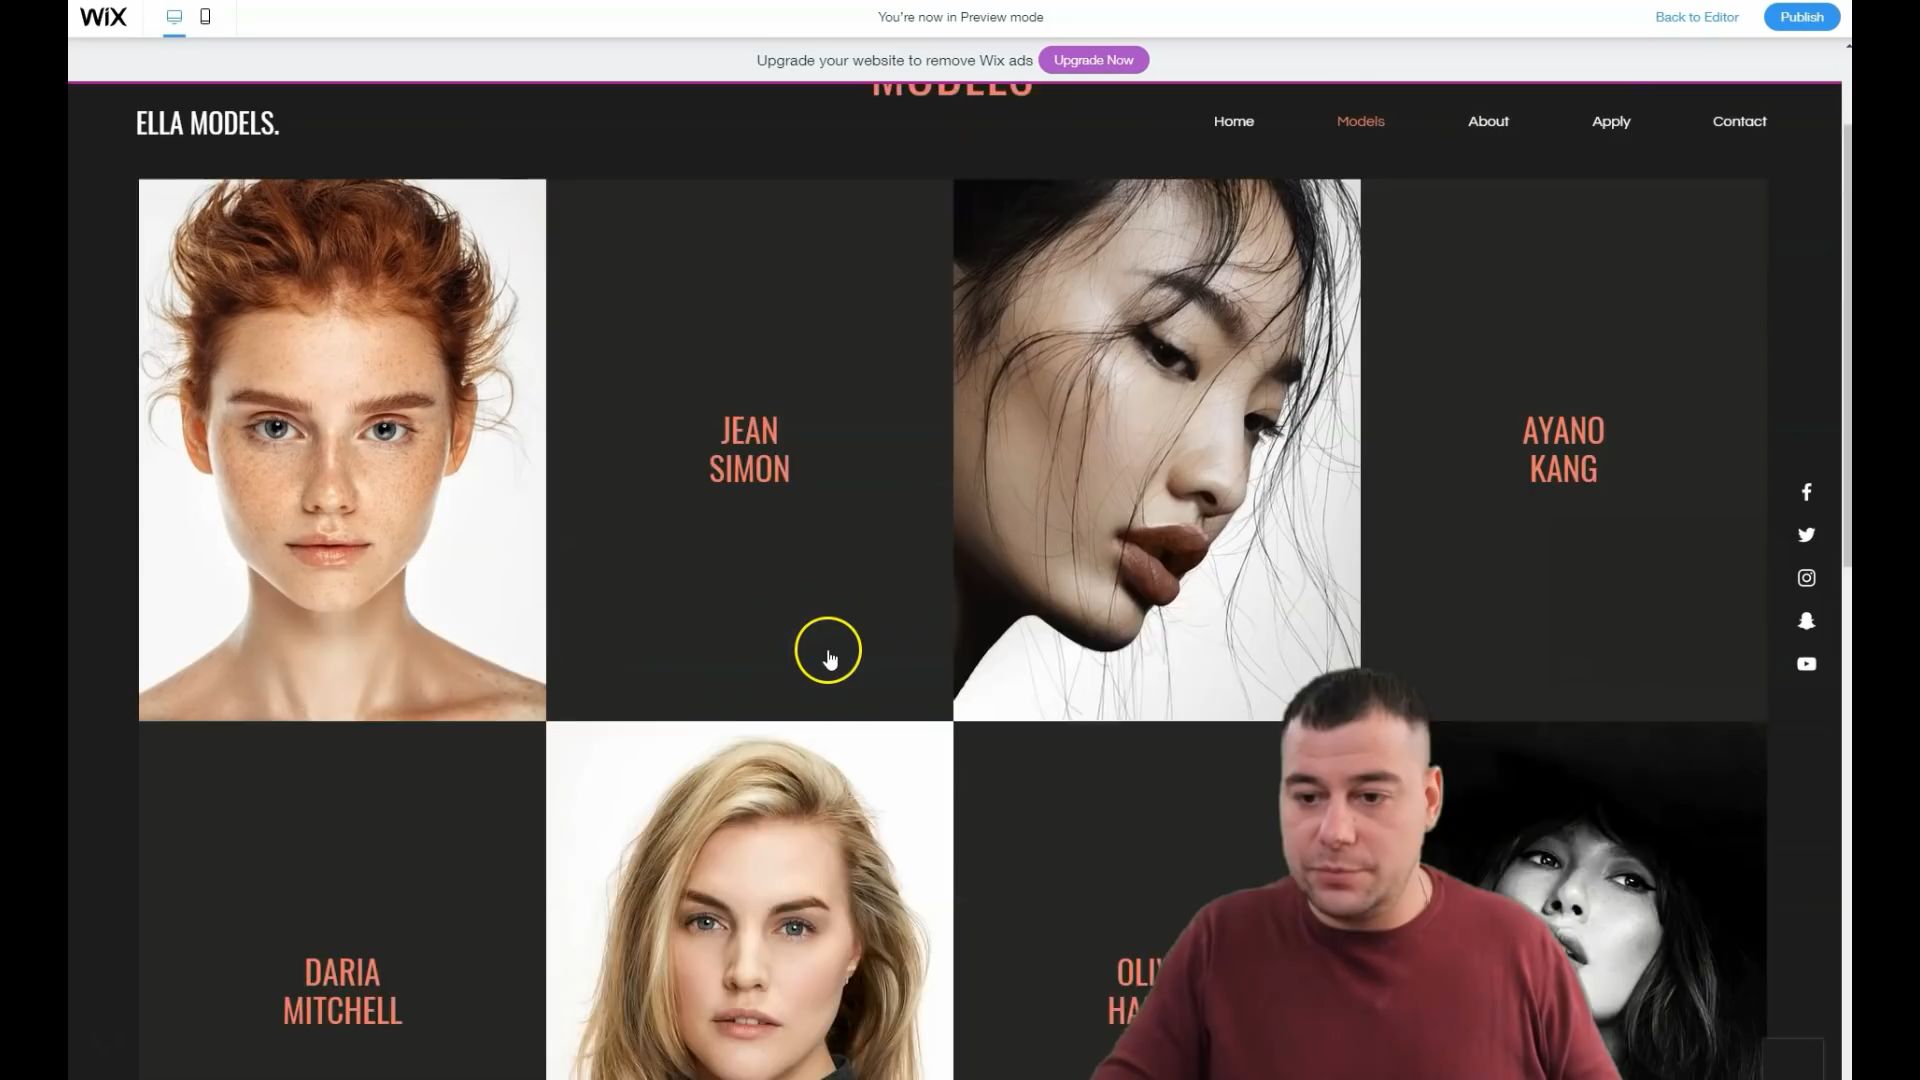 WiX
You're now in Preview mode
Back to Editor
Publish
Upgrade your website to remove Wix ads
Upgrade Now
MODELS
ELLA MODELS.
Home
Models
About
Apply
Contact
JEAN
SIMON
AYANO
KANG
DARIA
MITCHELL